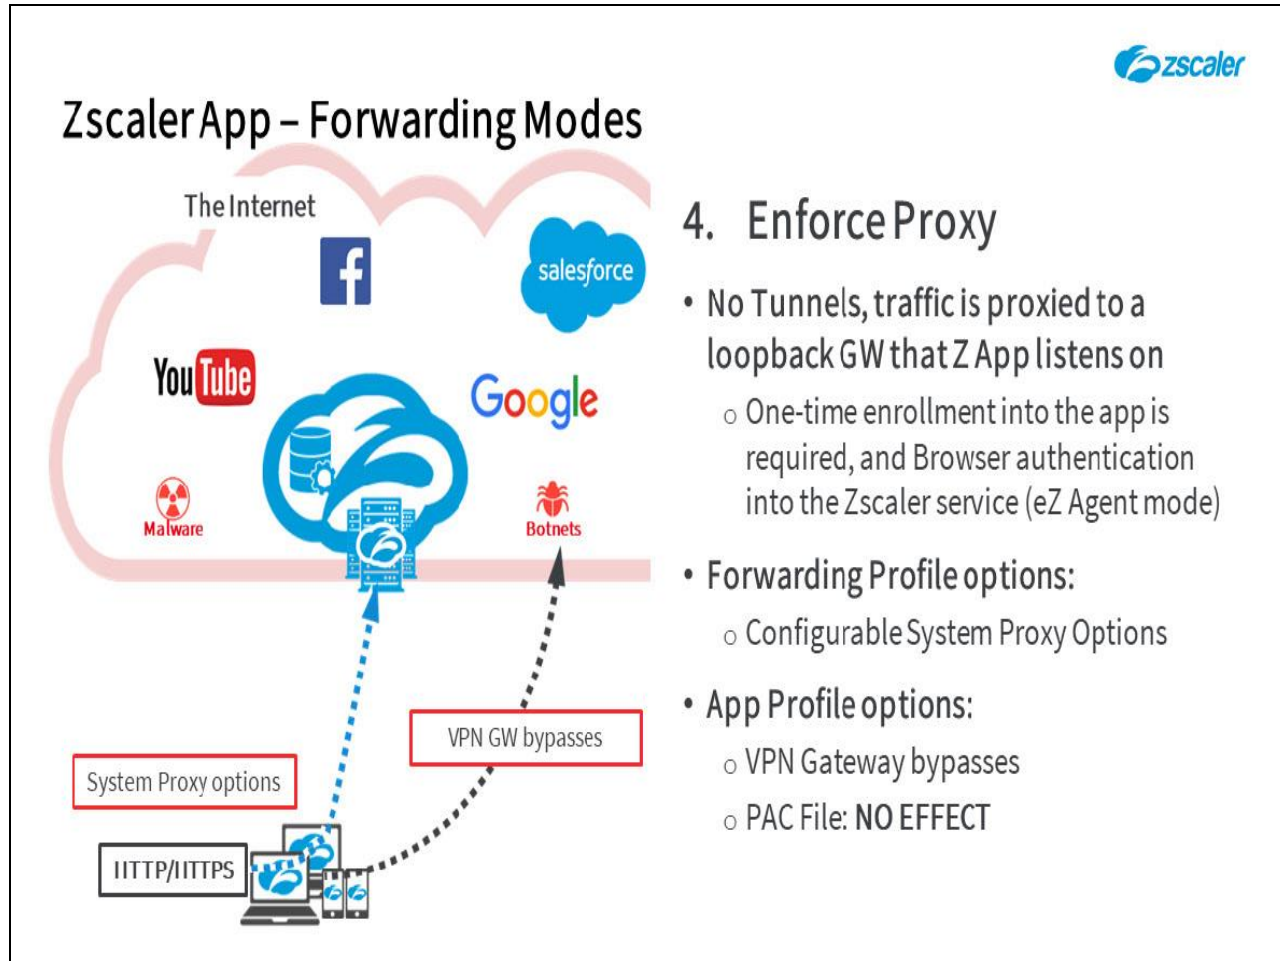 zscaler
Zscaler App – Forwarding Modes
The Internet
salesforce
YouTube
Google
Malware
Botnets
VPN GW bypasses
System Proxy options
HTTP/HTTPS
4. Enforce Proxy
• No Tunnels, traffic is proxied to a
loopback GW that Z App listens on
o One-time enrollment into the app is
required, and Browser authentication
into the Zscaler service (eZ Agent mode)
• Forwarding Profile options:
o Configurable System Proxy Options
• App Profile options:
o VPN Gateway bypasses
o PAC File: NO EFFECT